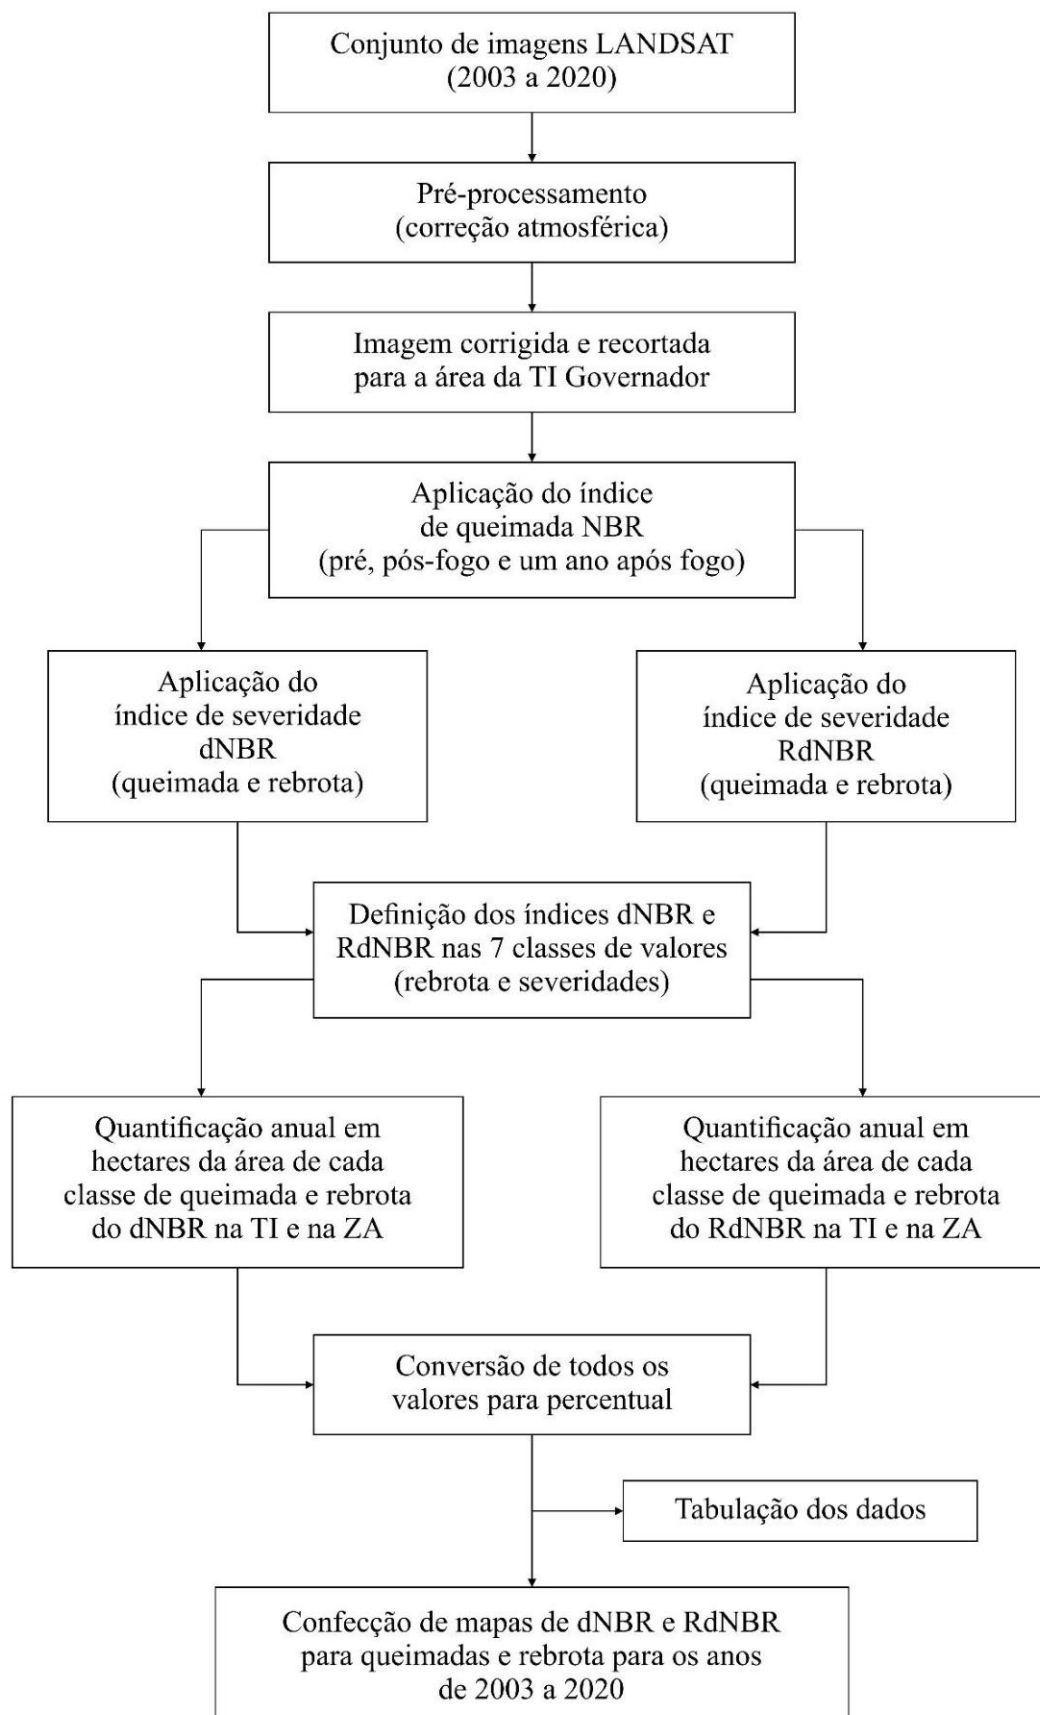 Conjunto de imagens LANDSAT
(2003 a 2020)
Pré-processamento
(correção atmosférica)
Imagem corrigida e recortada
para a área da TI Governador
Aplicação do índice
de queimada NBR
(pré, pós-fogo e um ano após fogo)
Aplicação do
índice de severidade
dNBR
(queimada e rebrota)
Aplicação do
índice de severidade
RdNBR
(queimada e rebrota)
Definição dos índices dNBR e
RdNBR nas 7 classes de valores
(rebrota e severidades)
Quantificação anual em
hectares da área de cada
classe de queimada e rebrota
do dNBR na TI e na ZA
Quantificação anual em
hectares da área de cada
classe de queimada e rebrota
do RdNBR na TI e na ZA
Conversão de todos os
valores para percentual
Tabulação dos dados
Confecção de mapas de dNBR e RdNBR
para queimadas e rebrota para os anos
de 2003 a 2020